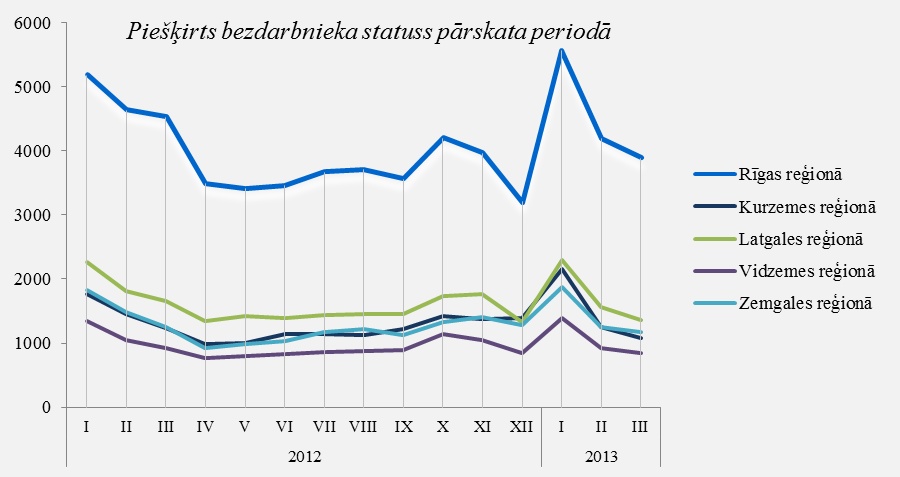 Piešķirts bezdarbnieka statuss pārskata periodā
6000
5000
4000
3000
2000
1000
0
I II III IV V VI VII VIII IX X XI XII I II III
2012 2013
Rīgas reģionā
Kurzemes reģionā
Latgales reģionā
Vidzemes reģionā
Zemgales reģionā